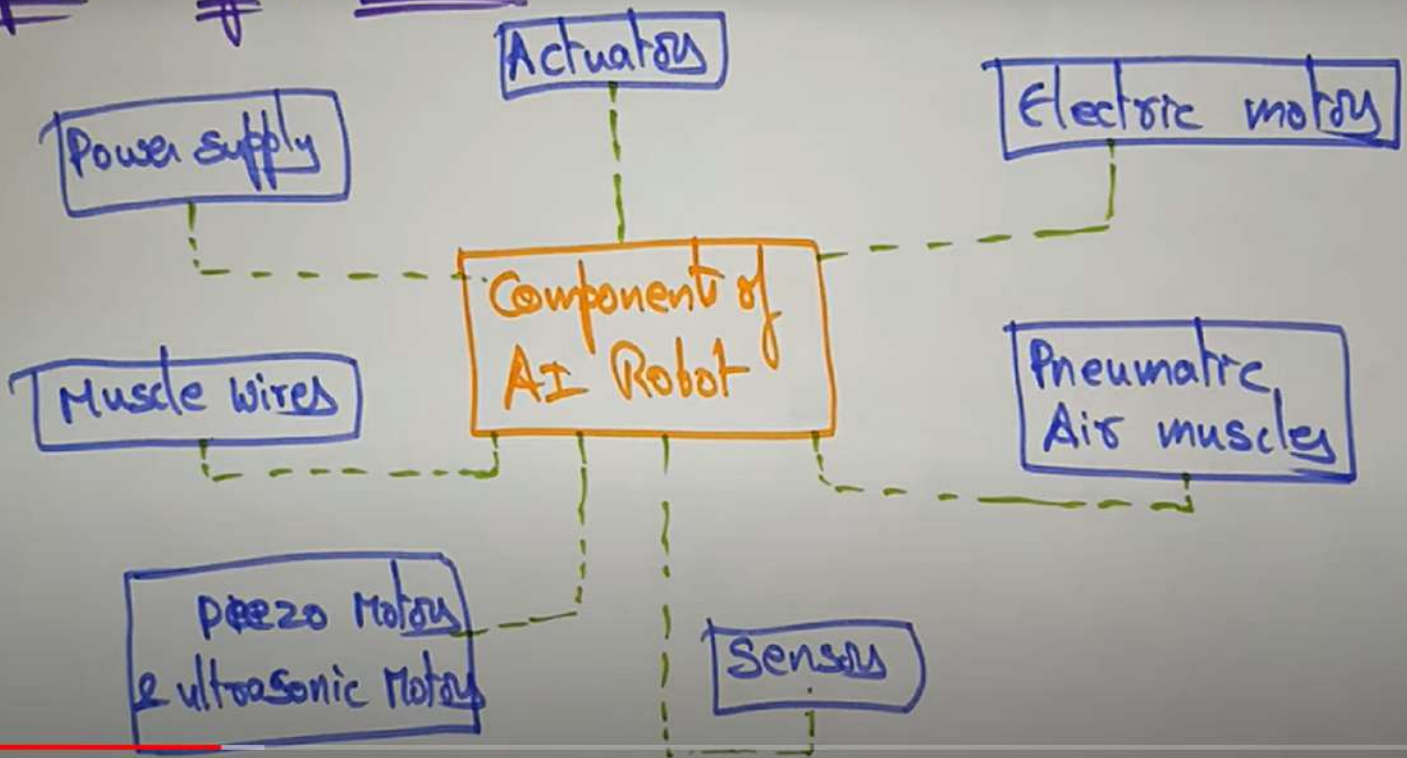 Actuators
Power supply
Electric motors
Component of
AI Robot
Muscle wires
Pneumatic
Air muscles
Piezo Motors
& ultrasonic Motors
Sensors